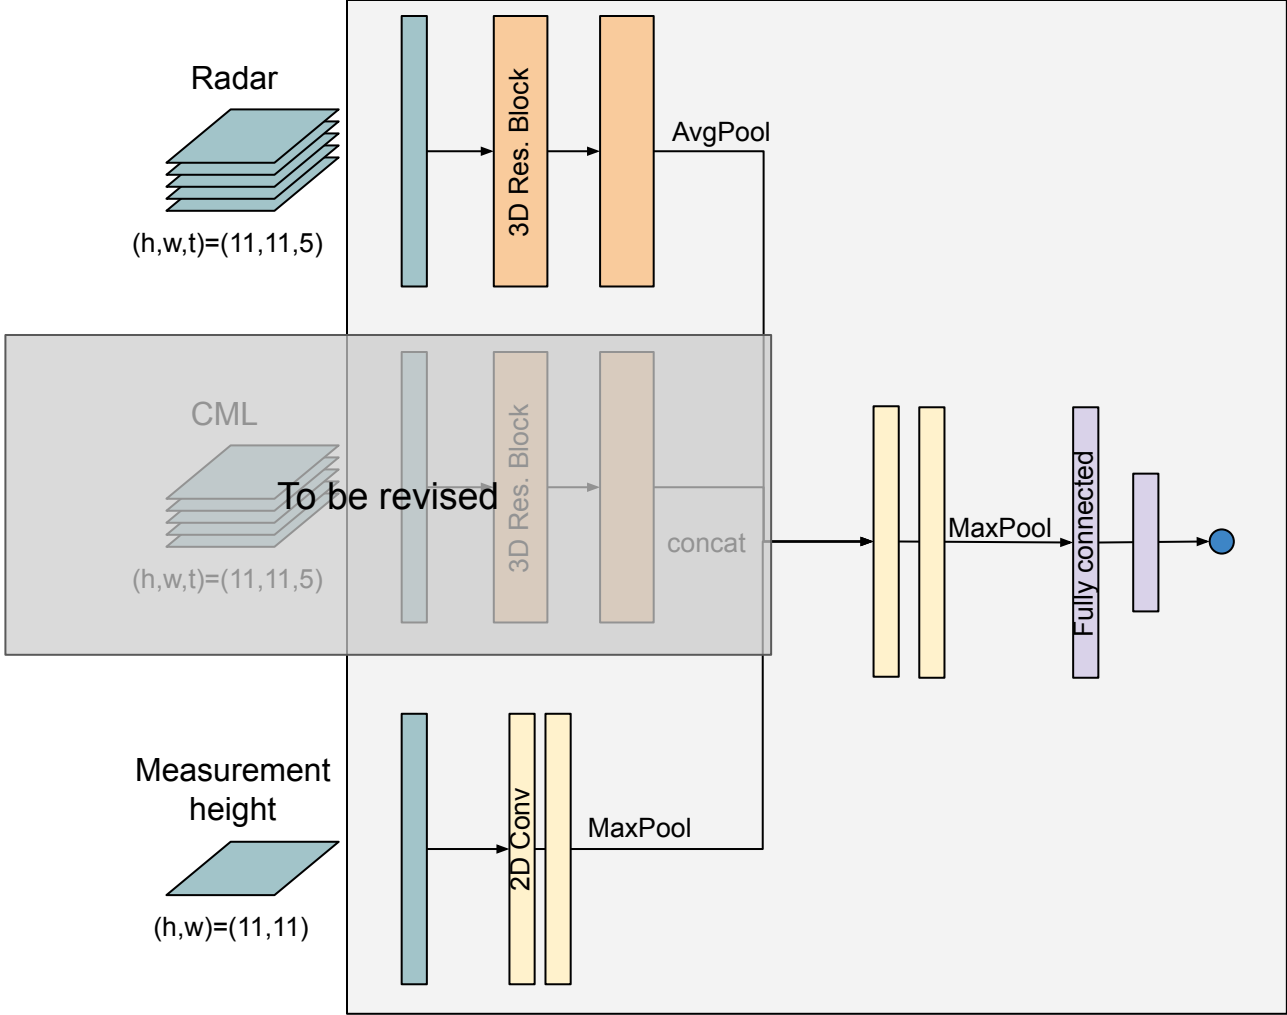 Radar
(h,w,t)=(11,11,5)
3D Res. Block
AvgPool
CML
(h,w,t)=(11,11,5)
To be revised
3D Res. Block
concat
MaxPool
Fully connected
Measurement
height
(h,w)=(11,11)
2D Conv
MaxPool